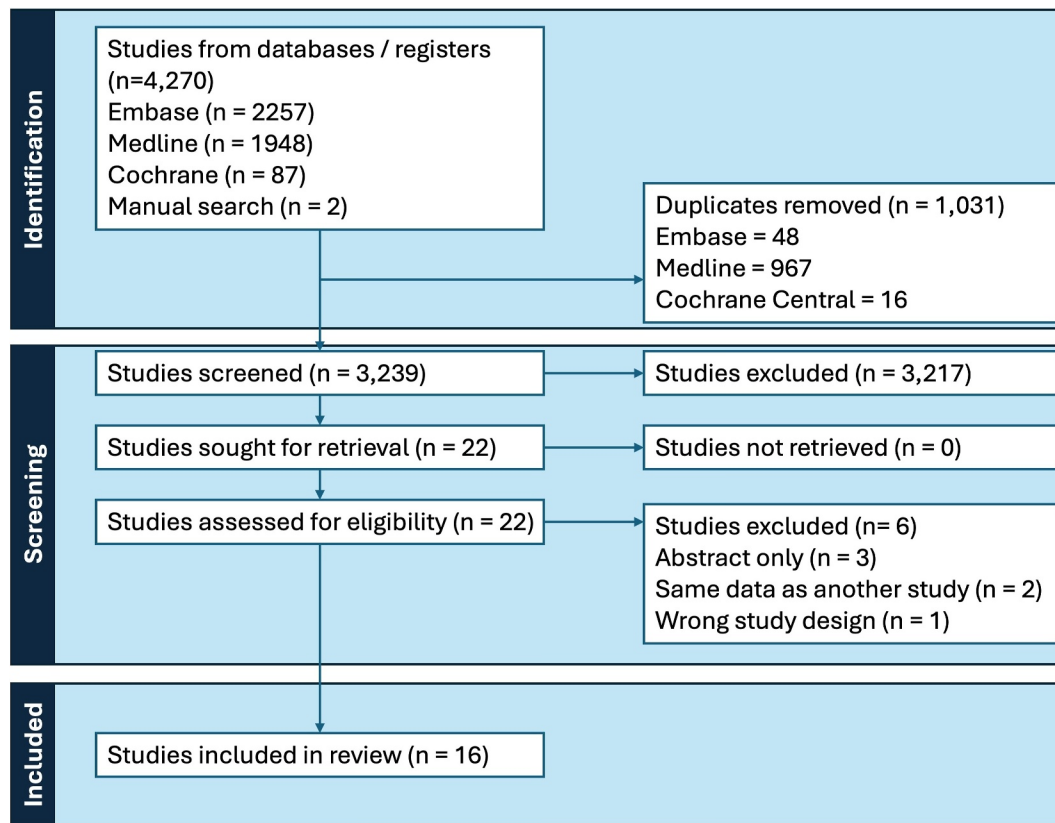 Identification
Studies from databases / registers
(n=4,270)
Embase (n = 2257)
Medline (n = 1948)
Cochrane (n = 87)
Manual search (n = 2)
Duplicates removed (n = 1,031)
Embase = 48
Medline = 967
Cochrane Central = 16
Screening
Studies screened (n = 3,239)
Studies excluded (n = 3,217)
Studies sought for retrieval (n = 22)
Studies not retrieved (n = 0)
Studies assessed for eligibility (n = 22)
Studies excluded (n= 6)
Abstract only (n = 3)
Same data as another study (n = 2)
Wrong study design (n = 1)
Included
Studies included in review (n = 16)